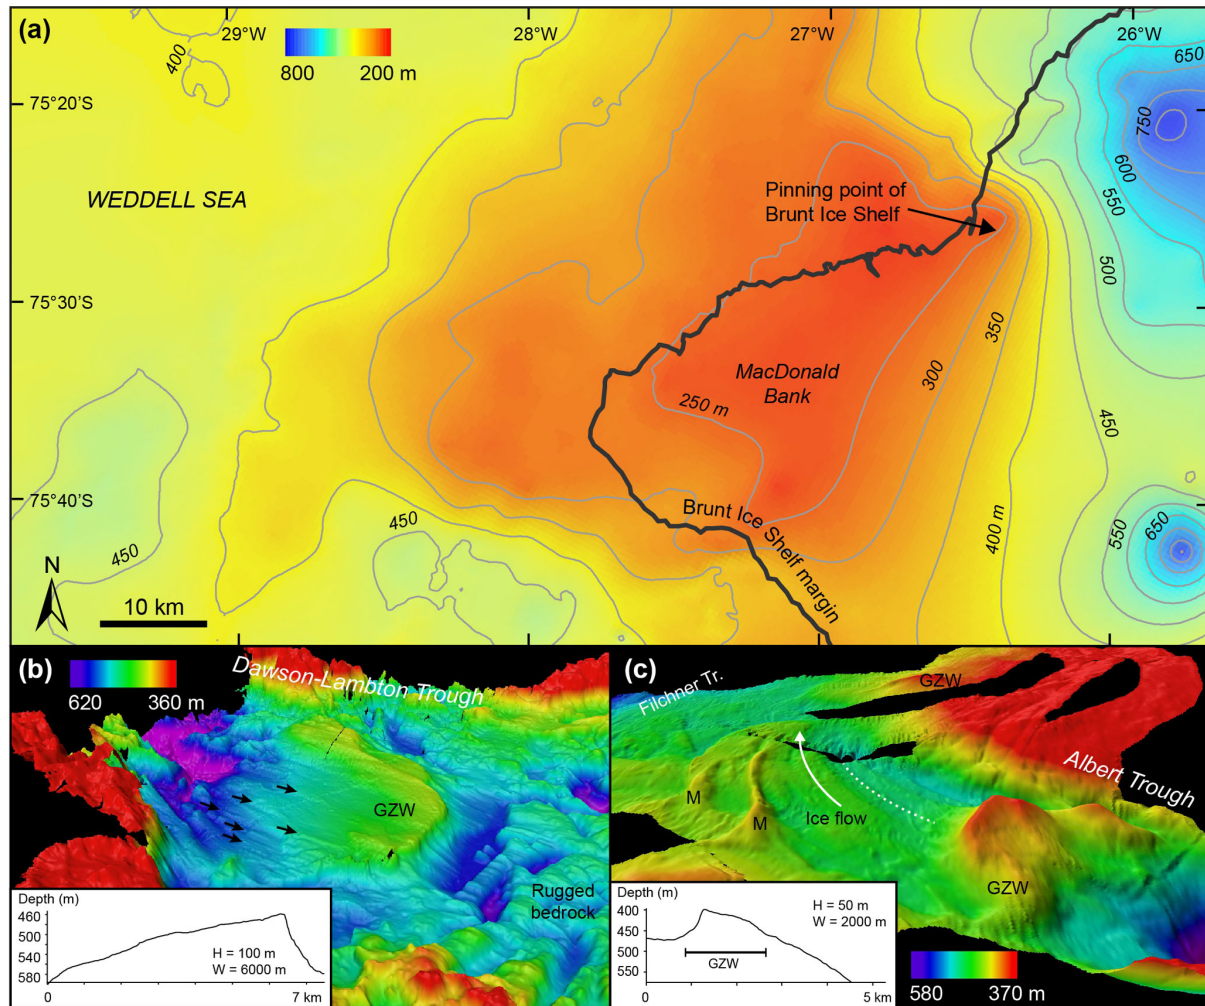 (a)
29°W
28°W
27°W
26°W
800
200 m
400
650
750
600
550
500
75°20'S
WEDDELL SEA
Pinning point of
Brunt Ice Shelf
75°30'S
350
300
MacDonald
Bank
250 m
450
75°40'S
450
450
Brunt Ice Shelf margin
400 m
550
650
N
10 km
(b)
620
360 m
Dawson-Lambton Trough
GZW
Rugged
bedrock
Depth (m)
460
500
540
580
H = 100 m
W = 6000 m
0
7 km
(c)
Filchner Tr.
GZW
Albert Trough
M
M
Ice flow
GZW
Depth (m)
400
450
500
550
H = 50 m
W = 2000 m
GZW
0
5 km
580
370 m